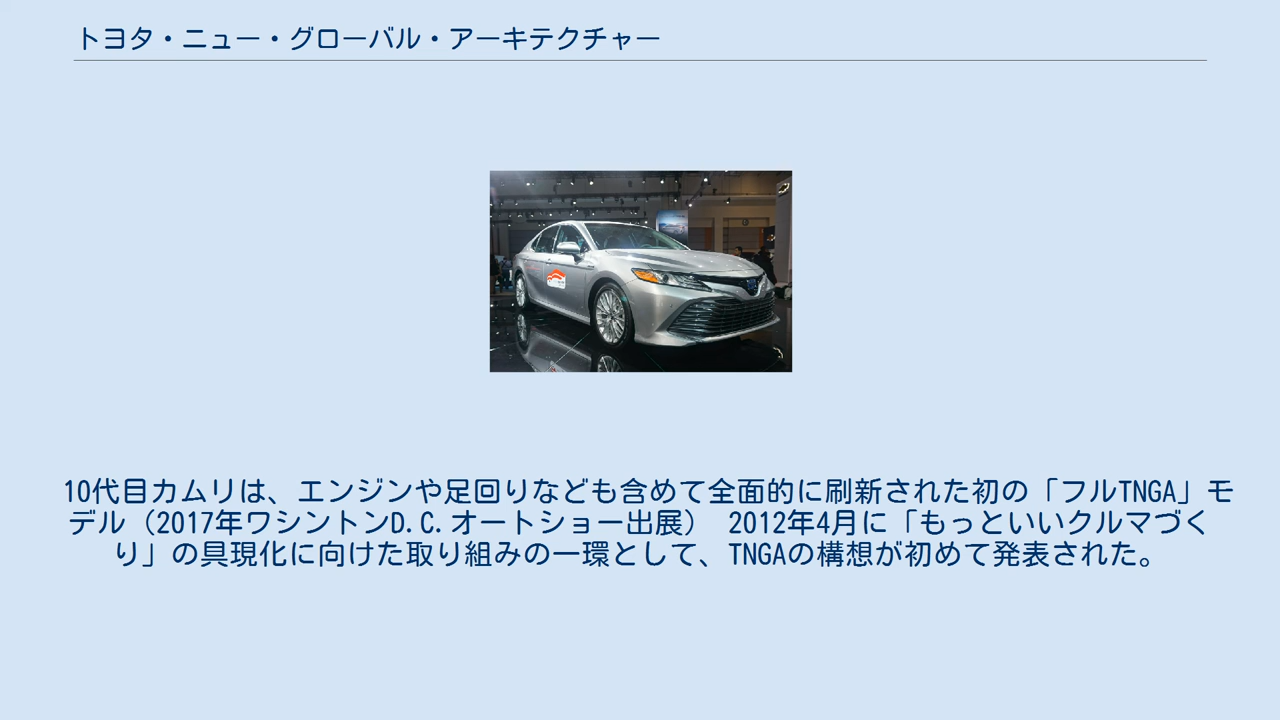 トヨタ・ニュー・グローバル・アーキテクチャー
10代目カムリは、エンジンや足回りなども含めて全面的に刷新された初の「フルTNGA」モ
デル（2017年ワシントンD.C.オートショー出展） 2012年4月に「もっといいクルマづく
り」の具現化に向けた取り組みの一環として、TNGAの構想が初めて発表された。